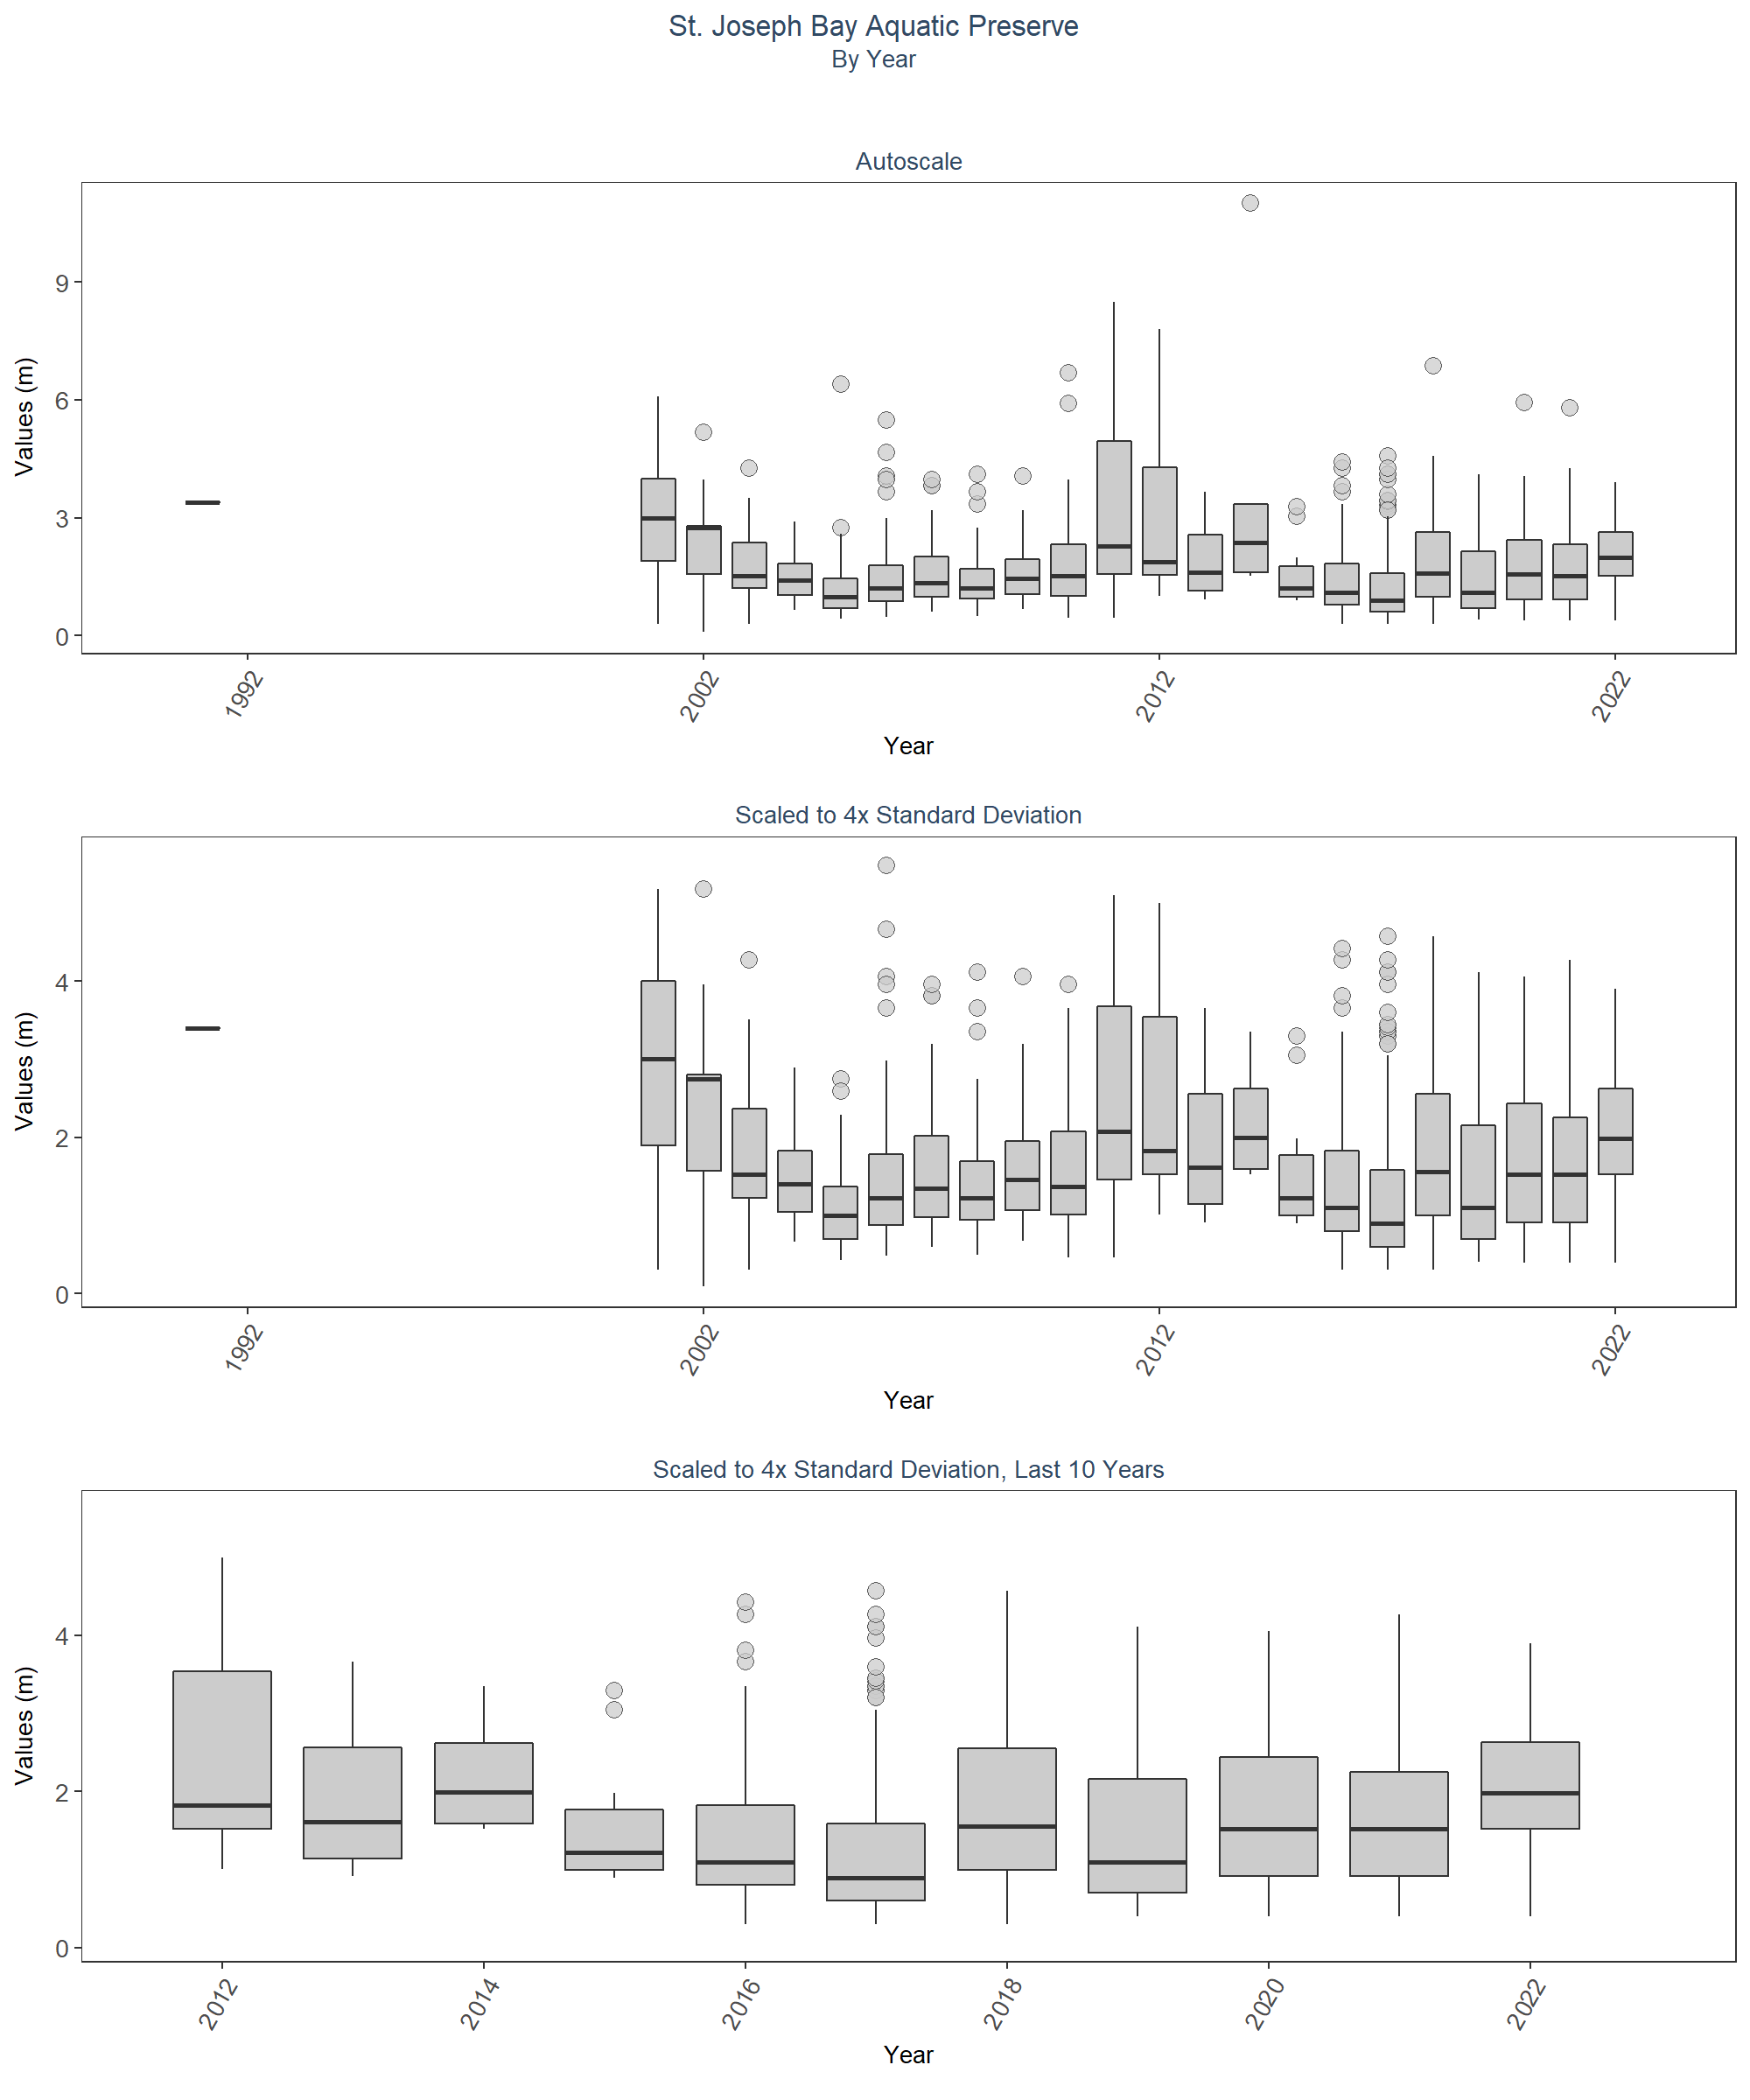 St. Joseph Bay Aquatic Preserve
By Year
Autoscale
Values (m)
9
6
3
0
1992
2002
2012
2022
Year
Scaled to 4x Standard Deviation
Values (m)
4
2
0
1992
2002
2012
2022
Year
Scaled to 4x Standard Deviation, Last 10 Years
Values (m)
4
2
0
2012
2014
2016
2018
2020
2022
Year